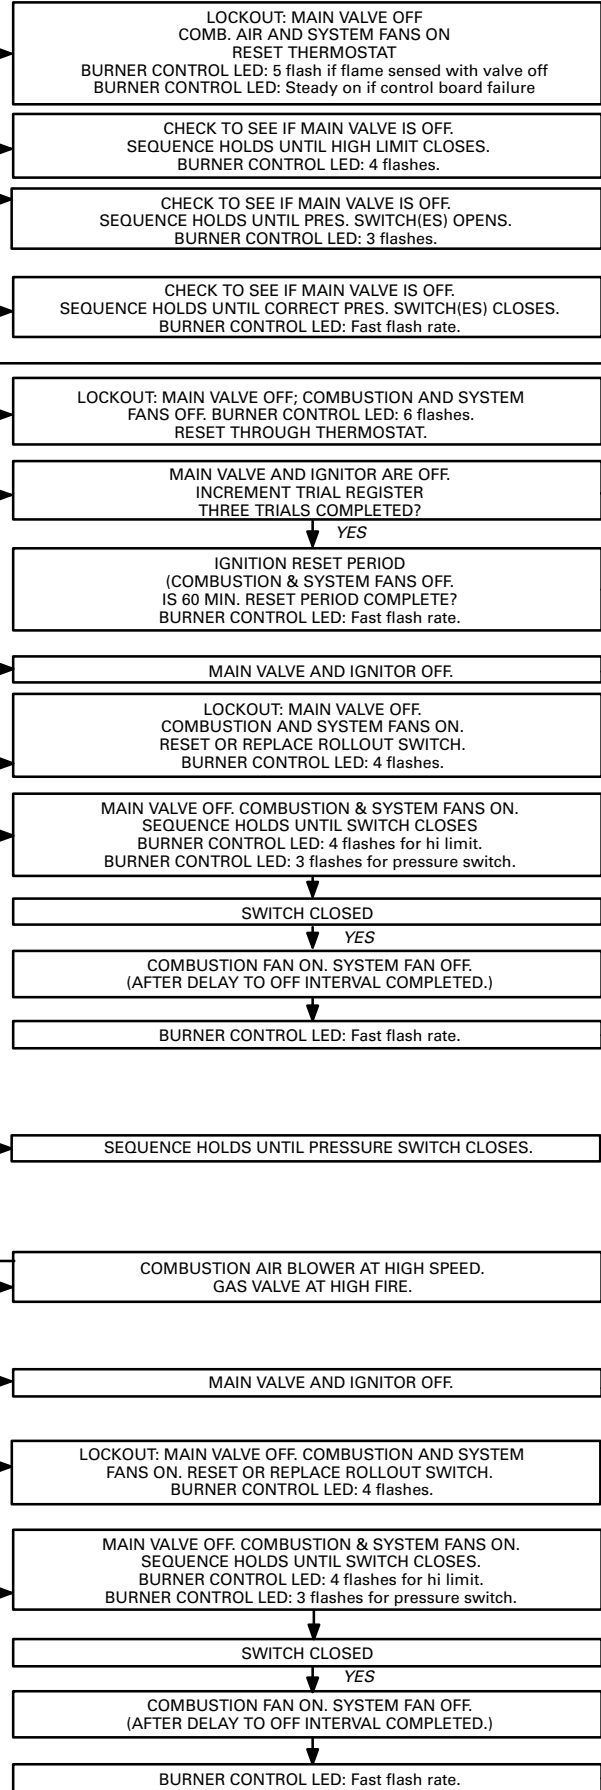 LOCKOUT: MAIN VALVE OFF
COMB. AIR AND SYSTEM FANS ON
RESET THERMOSTAT
BURNER CONTROL LED: 5 flash if flame sensed with valve off
BURNER CONTROL LED: Steady on if control board failure
CHECK TO SEE IF MAIN VALVE IS OFF.
SEQUENCE HOLDS UNTIL HIGH LIMIT CLOSES.
BURNER CONTROL LED: 4 flashes.
CHECK TO SEE IF MAIN VALVE IS OFF.
SEQUENCE HOLDS UNTIL PRES. SWITCH(ES) OPENS.
BURNER CONTROL LED: 3 flashes.
CHECK TO SEE IF MAIN VALVE IS OFF.
SEQUENCE HOLDS UNTIL CORRECT PRES. SWITCH(ES) CLOSES.
BURNER CONTROL LED: Fast flash rate.
LOCKOUT: MAIN VALVE OFF; COMBUSTION AND SYSTEM
FANS OFF. BURNER CONTROL LED: 6 flashes.
RESET THROUGH THERMOSTAT.
MAIN VALVE AND IGNITOR ARE OFF.
INCREMENT TRIAL REGISTER
THREE TRIALS COMPLETED?
YES
IGNITION RESET PERIOD
(COMBUSTION & SYSTEM FANS OFF.
IS 60 MIN. RESET PERIOD COMPLETE?
BURNER CONTROL LED: Fast flash rate.
MAIN VALVE AND IGNITOR OFF.
LOCKOUT: MAIN VALVE OFF.
COMBUSTION AND SYSTEM FANS ON.
RESET OR REPLACE ROLLOUT SWITCH.
BURNER CONTROL LED: 4 flashes.
MAIN VALVE OFF. COMBUSTION & SYSTEM FANS ON.
SEQUENCE HOLDS UNTIL SWITCH CLOSES
BURNER CONTROL LED: 4 flashes for hi limit.
BURNER CONTROL LED: 3 flashes for pressure switch.
SWITCH CLOSED
YES
COMBUSTION FAN ON. SYSTEM FAN OFF.
(AFTER DELAY TO OFF INTERVAL COMPLETED.)
BURNER CONTROL LED: Fast flash rate.
SEQUENCE HOLDS UNTIL PRESSURE SWITCH CLOSES.
COMBUSTION AIR BLOWER AT HIGH SPEED.
GAS VALVE AT HIGH FIRE.
MAIN VALVE AND IGNITOR OFF.
LOCKOUT: MAIN VALVE OFF. COMBUSTION AND SYSTEM
FANS ON. RESET OR REPLACE ROLLOUT SWITCH.
BURNER CONTROL LED: 4 flashes.
MAIN VALVE OFF. COMBUSTION & SYSTEM FANS ON.
SEQUENCE HOLDS UNTIL SWITCH CLOSES.
BURNER CONTROL LED: 4 flashes for hi limit.
BURNER CONTROL LED: 3 flashes for pressure switch.
SWITCH CLOSED
YES
COMBUSTION FAN ON. SYSTEM FAN OFF.
(AFTER DELAY TO OFF INTERVAL COMPLETED.)
BURNER CONTROL LED: Fast flash rate.